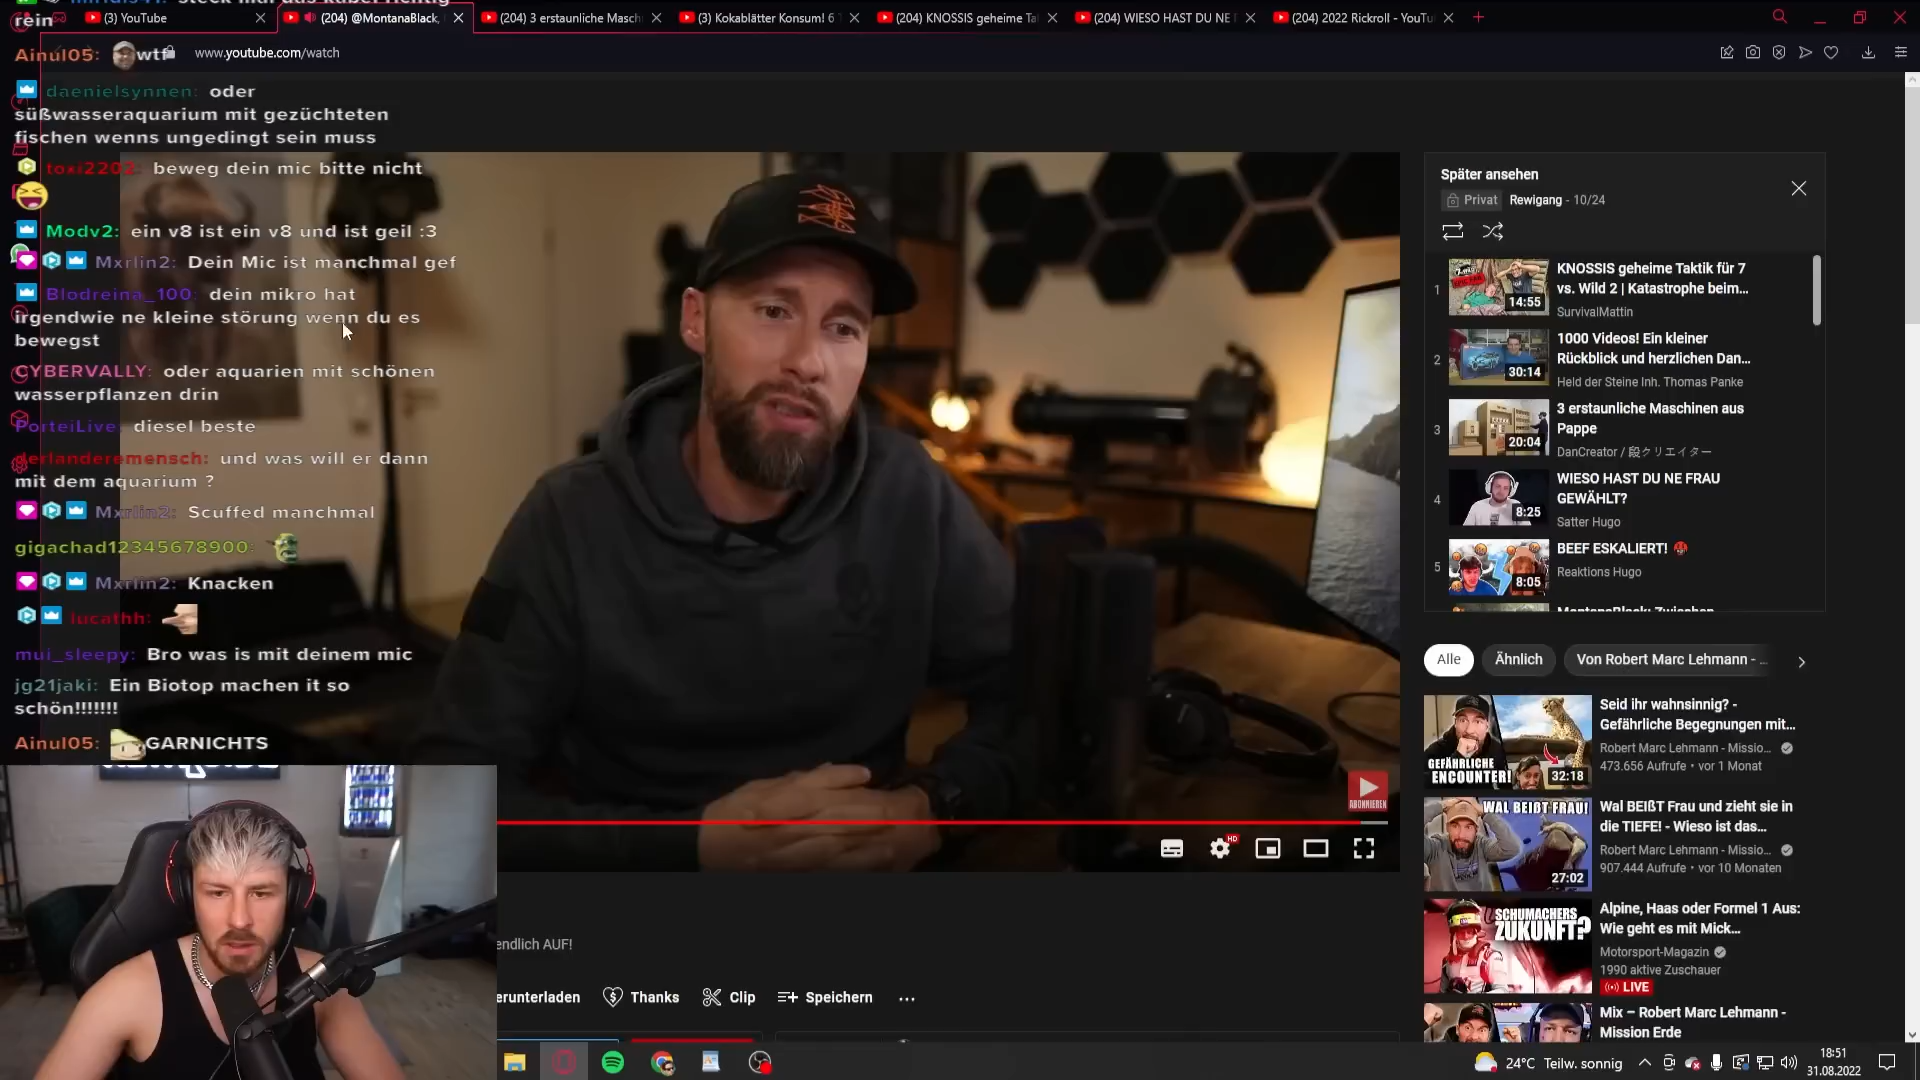 rein
(3) YouTube
(204) @MontanaBlack,
(204) 3 erstaunliche Masch
(3) Kokablätter Konsum! 6
(204) KNOSSIS geheime Ta
(204) WIESO HAST DU NE
(204) 2022 Rickroll - YouTu
www.youtube.com/watch
Ainul05: wtf
daenielsynnen: oder
süßwasseraquarium mit gezüchteten
fischen wenns ungedingt sein muss
toxi2202: beweg dein mic bitte nicht
Modv2: ein v8 ist ein v8 und ist geil :3
Mxrlin2: Dein Mic ist manchmal gef
Blodreina_100: dein mikro hat
irgendwie ne kleine störung wenn du es
bewegst
CYBERVALLY: oder aquarien mit schönen
wasserpflanzen drin
PorteiLive: diesel beste
derlanderemensch: und was will er dann
mit dem aquarium ?
Mxrlin2: Scuffed manchmal
gigachad12345678900:
Mxrlin2: Knacken
lucathh:
mui_sleepy: Bro was is mit deinem mic
jg21jaki: Ein Biotop machen it so
schön!!!!!!!
Ainul05: GARNICHTS
ABONNIEREN
HD
endlich AUF!
erunterladen
Thanks
Clip
Speichern
Später ansehen
Privat Rewigang - 10/24
1
14:55
KNOSSIS geheime Taktik für 7
vs. Wild 2 | Katastrophe beim...
SurvivalMattin
2
30:14
1000 Videos! Ein kleiner
Rückblick und herzlichen Dan...
Held der Steine Inh. Thomas Panke
3
20:04
3 erstaunliche Maschinen aus
Pappe
DanCreator / 段クリエイター
4
8:25
WIESO HAST DU NE FRAU
GEWÄHLT?
Satter Hugo
5
8:05
BEEF ESKALIERT!
Reaktions Hugo
MontanaBlack: Zwischen
Alle
Ähnlich
Von Robert Marc Lehmann - ...
GEFÄHRLICHE
ENCOUNTER!
32:18
Seid ihr wahnsinnig? -
Gefährliche Begegnungen mit...
Robert Marc Lehmann - Missio...
473.656 Aufrufe • vor 1 Monat
WAL BEIßT FRAU!
27:02
Wal BEIßT Frau und zieht sie in
die TIEFE! - Wieso ist das...
Robert Marc Lehmann - Missio...
907.444 Aufrufe • vor 10 Monaten
SCHUMACHERS
ZUKUNFT?
Alpine, Haas oder Formel 1 Aus:
Wie geht es mit Mick...
Motorsport-Magazin
1990 aktive Zuschauer
LIVE
Mix – Robert Marc Lehmann -
Mission Erde
24°C Teilw. sonnig
18:51
31.08.2022